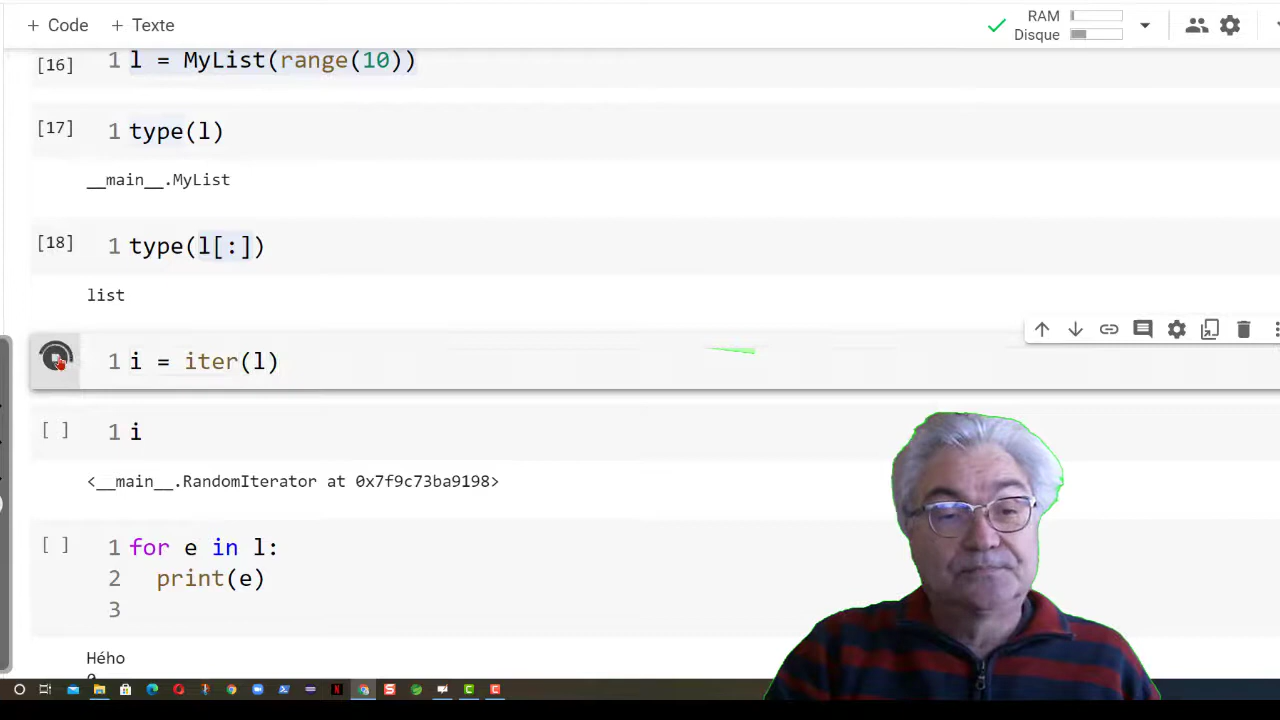 + Code + Texte
RAM
Disque
[16] 1 l = MyList(range(10))
[17] 1 type(l)
__main__.MyList
[18] 1 type(l[:])
list
1 i = iter(l)
[ ] 1 i
<__main__.RandomIterator at 0x7f9c73ba9198>
[ ] 1 for e in l:
2 print(e)
3
Hého